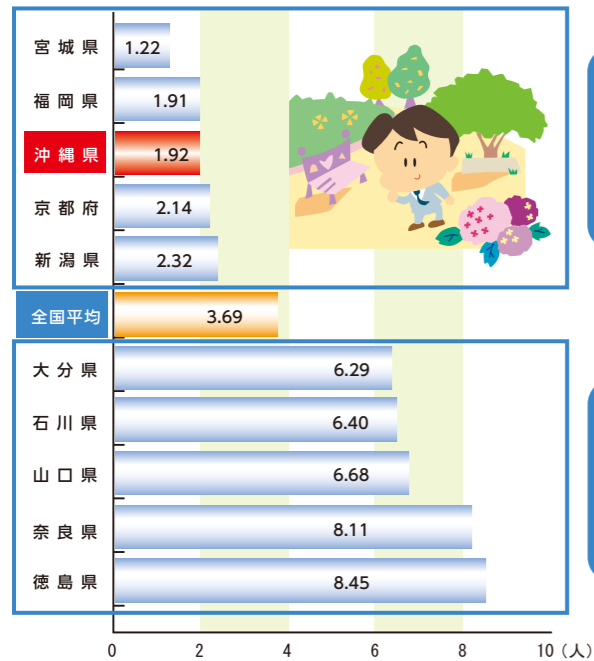 宮城県 1.22
福岡県 1.91
沖縄県 1.92
京都府 2.14
新潟県 2.32
全国平均 3.69
大分県 6.29
石川県 6.40
山口県 6.68
奈良県 8.11
徳島県 8.45
0 2 4 6 8 10 (人)